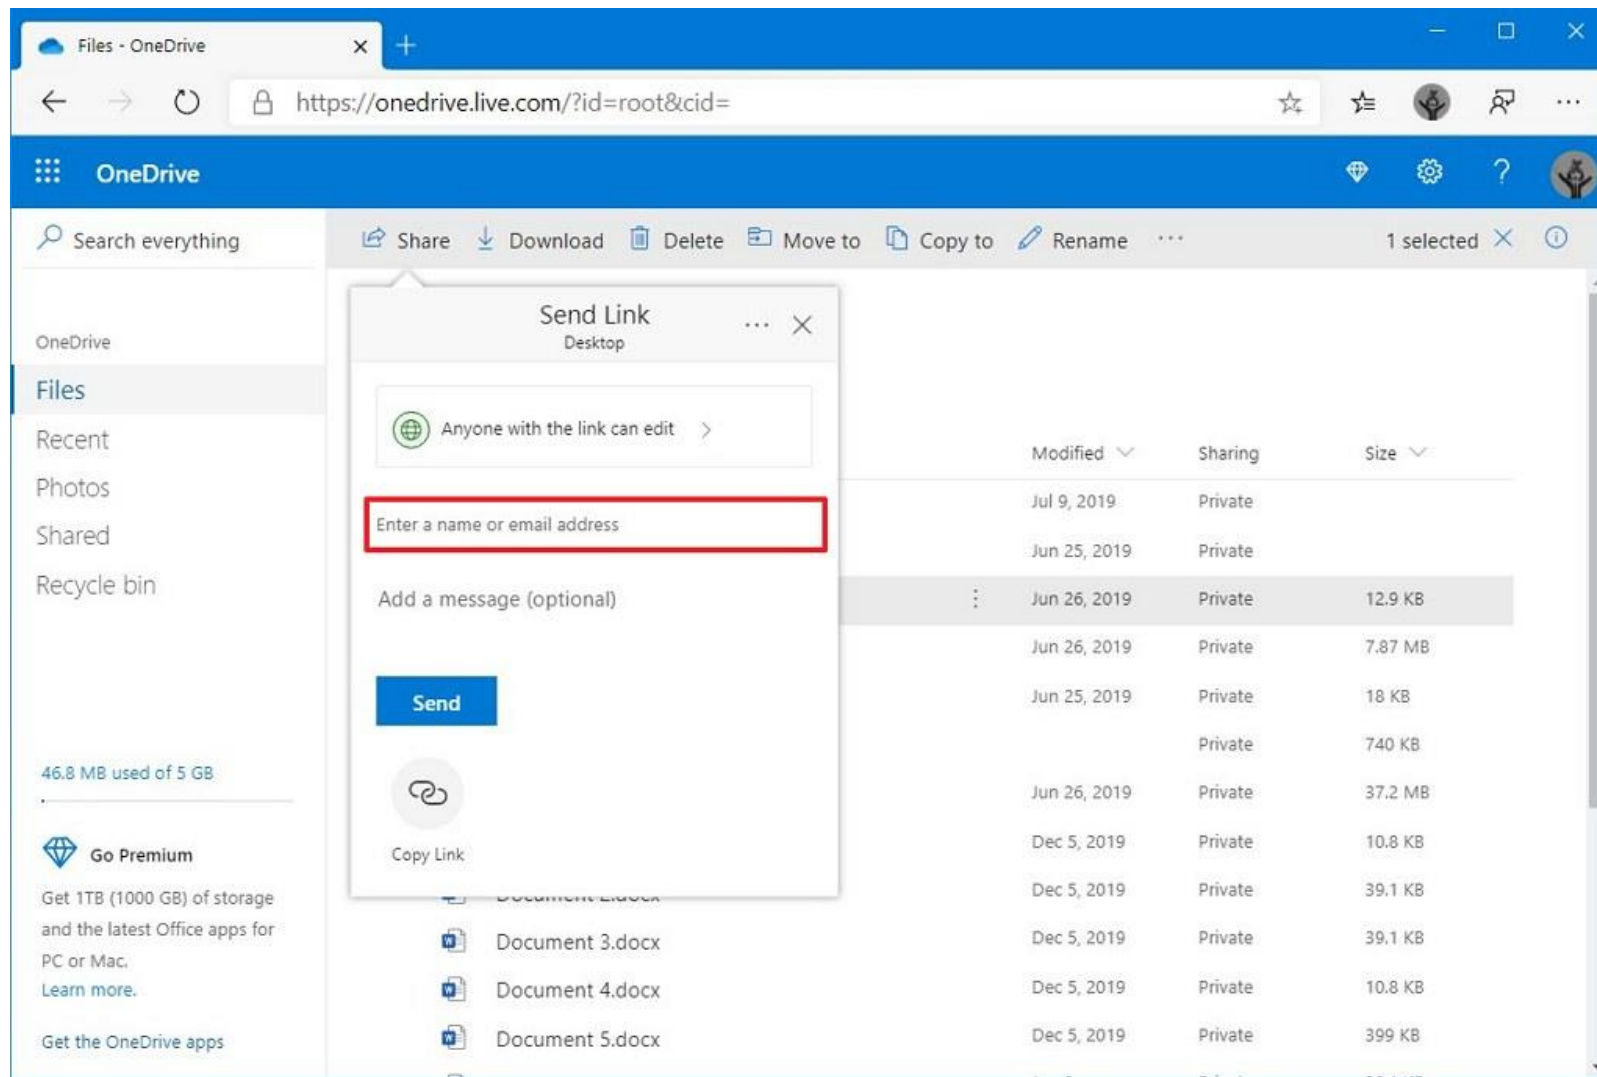 Files - OneDrive
https://onedrive.live.com/?id=root&cid=
OneDrive
Search everything
Share Download Delete Move to Copy to Rename ··· 1 selected
OneDrive
Files
Recent
Photos
Shared
Recycle bin
46.8 MB used of 5 GB
Go Premium
Get 1TB (1000 GB) of storage
and the latest Office apps for
PC or Mac.
Learn more.
Get the OneDrive apps
Send Link
Desktop
Anyone with the link can edit
Enter a name or email address
Add a message (optional)
Send
Copy Link
Modified Sharing Size
Jul 9, 2019 Private
Jun 25, 2019 Private
Jun 26, 2019 Private 12.9 KB
Jun 26, 2019 Private 7.87 MB
Jun 25, 2019 Private 18 KB
Private 740 KB
Jun 26, 2019 Private 37.2 MB
Dec 5, 2019 Private 10.8 KB
Document 2.docx Dec 5, 2019 Private 39.1 KB
Document 3.docx Dec 5, 2019 Private 39.1 KB
Document 4.docx Dec 5, 2019 Private 10.8 KB
Document 5.docx Dec 5, 2019 Private 399 KB